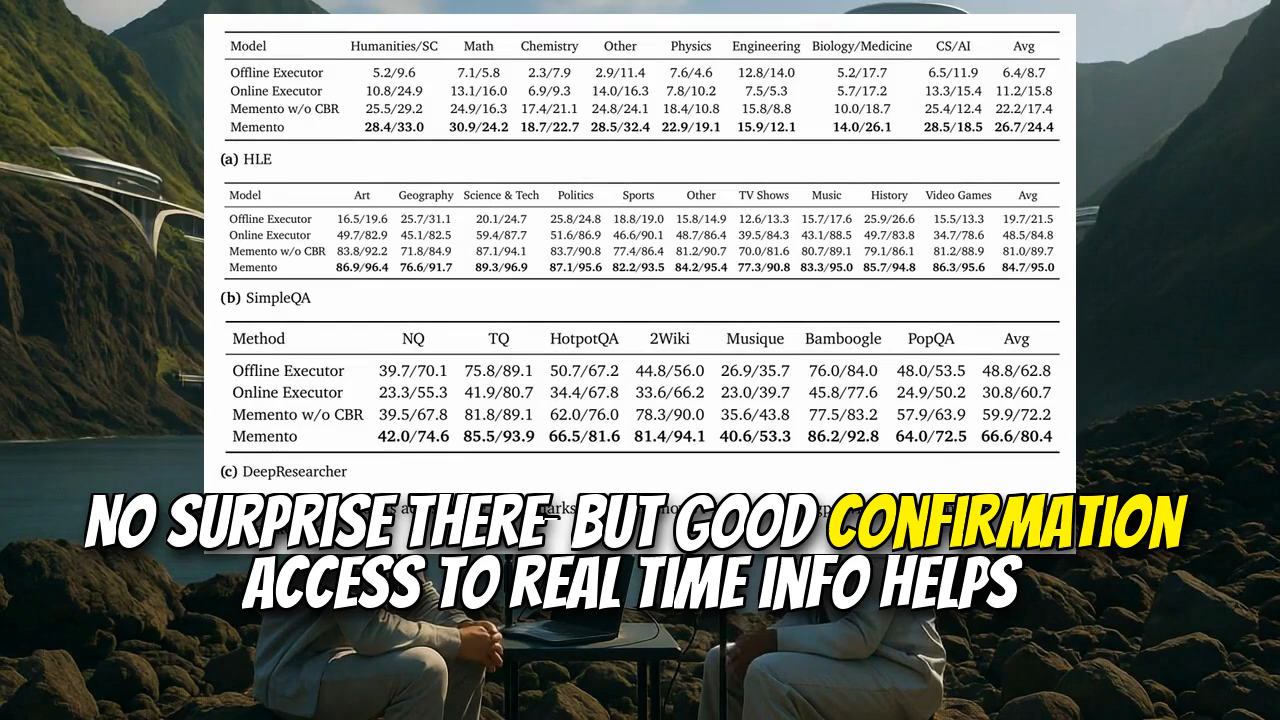 Model Humanities/SC Math Chemistry Other Physics Engineering Biology/Medicine CS/AI Avg
Offline Executor 5.2/9.6 7.1/5.8 2.3/7.9 2.9/11.4 7.6/4.6 12.8/14.0 5.2/17.7 6.5/11.9 6.4/8.7
Online Executor 10.8/24.9 13.1/16.0 6.9/9.3 14.0/16.3 7.8/10.2 7.5/5.3 5.7/17.2 13.3/15.4 11.2/15.8
Memento w/o CBR 25.5/29.2 24.9/16.3 17.4/21.1 24.8/24.1 18.4/10.8 15.8/8.8 10.0/18.7 25.4/12.4 22.2/17.4
Memento 28.4/33.0 30.9/24.2 18.7/22.7 28.5/32.4 22.9/19.1 15.9/12.1 14.0/26.1 28.5/18.5 26.7/24.4
(a) HLE
Model Art Geography Science & Tech Politics Sports Other TV Shows Music History Video Games Avg
Offline Executor 16.5/19.6 25.7/31.1 20.1/24.7 25.8/24.8 18.8/19.0 15.8/14.9 12.6/13.3 15.7/17.6 25.9/26.6 15.5/13.3 19.7/21.5
Online Executor 49.7/82.9 45.1/82.5 59.4/87.7 51.6/86.9 46.6/90.1 48.7/86.4 39.5/84.3 43.1/88.5 49.7/83.8 34.7/78.6 48.5/84.8
Memento w/o CBR 83.8/92.2 71.8/84.9 87.1/94.1 83.7/90.8 77.4/86.4 81.2/90.7 70.0/81.6 80.7/89.1 79.1/86.1 81.2/88.9 81.0/89.7
Memento 86.9/96.4 76.6/91.7 89.3/96.9 87.1/95.6 82.2/93.5 84.2/95.4 77.3/90.8 83.3/95.0 85.7/94.8 86.3/95.6 84.7/95.0
(b) SimpleQA
Method NQ TQ HotpotQA 2Wiki Musique Bamboogle PopQA Avg
Offline Executor 39.7/70.1 75.8/89.1 50.7/67.2 44.8/56.0 26.9/35.7 76.0/84.0 48.0/53.5 48.8/62.8
Online Executor 23.3/55.3 41.9/80.7 34.4/67.8 33.6/66.2 23.0/39.7 45.8/77.6 24.9/50.2 30.8/60.7
Memento w/o CBR 39.5/67.8 81.8/89.1 62.0/76.0 78.3/90.0 35.6/43.8 77.5/83.2 57.9/63.9 59.9/72.2
Memento 42.0/74.6 85.5/93.9 66.5/81.6 81.4/94.1 40.6/53.3 86.2/92.8 64.0/72.5 66.6/80.4
(c) DeepResearcher
NO SURPRISE THERE BUT GOOD CONFIRMATION
ACCESS TO REAL TIME INFO HELPS